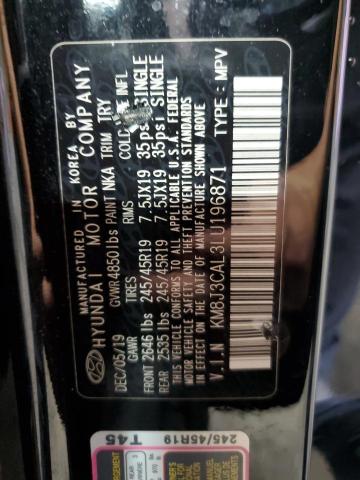 MANUFACTURED IN KOREA BY
HYUNDAI MOTOR COMPANY
DEC/05/19 GVWR4850lbs PAINT NKA TRIM TRY
GAWR TIRES RIMS COLD INFL
FRONT 2646 lbs 245/45R19 7.5JX19 35psi SINGLE
REAR 2535 lbs 245/45R19 7.5JX19 35psi SINGLE
THIS VEHICLE CONFORMS TO ALL APPLICABLE U.S.A. FEDERAL
MOTOR VEHICLE SAFETY AND THEFT PREVENTION STANDARDS
IN EFFECT ON THE DATE OF MANUFACTURE SHOWN ABOVE
V.I.N KM8J3CAL3LU196871 TYPE : MPV
T45
245/45R19